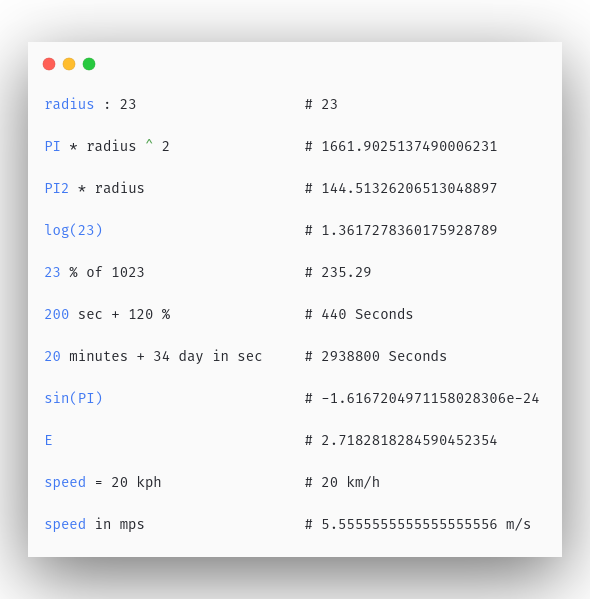 radius : 23 # 23
PI * radius ^ 2 # 1661.9025137490006231
PI2 * radius # 144.51326206513048897
log(23) # 1.3617278360175928789
23 % of 1023 # 235.29
200 sec + 120 % # 440 Seconds
20 minutes + 34 day in sec # 2938800 Seconds
sin(PI) # -1.6167204971158028306e-24
E # 2.7182818284590452354
speed = 20 kph # 20 km/h
speed in mps # 5.5555555555555555556 m/s